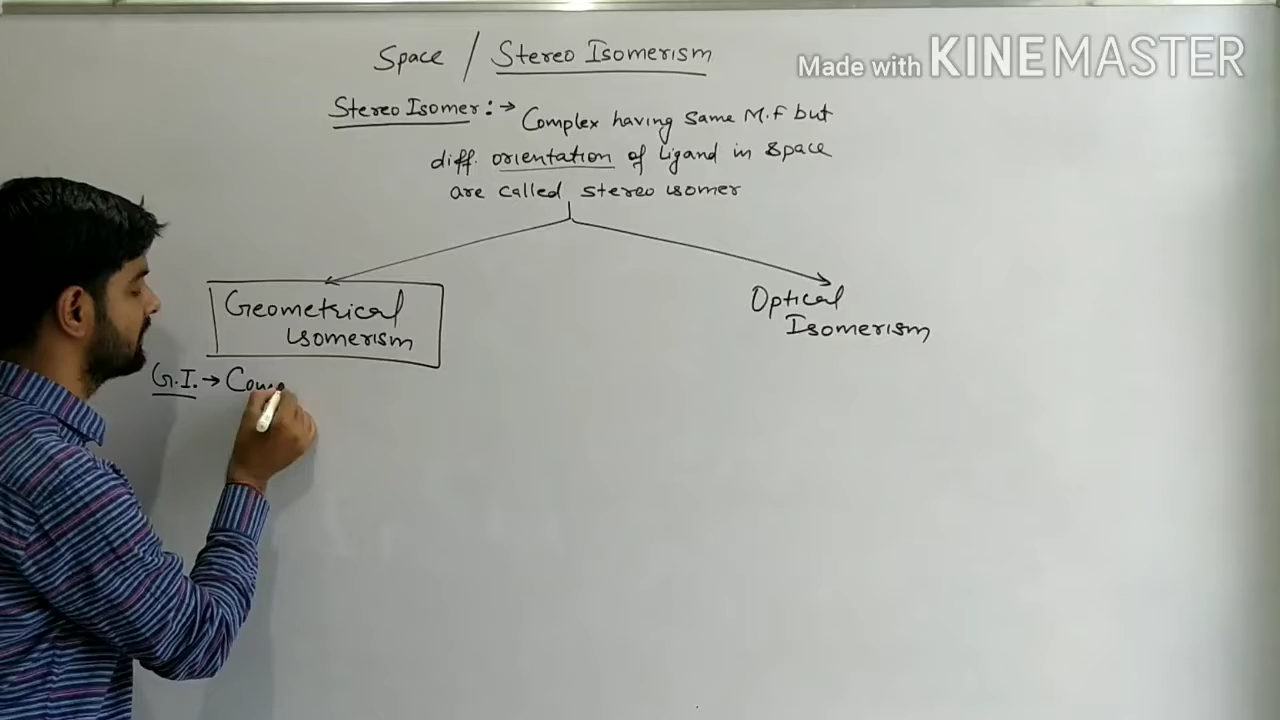 Space / Stereo Isomerism
Made with KINEMASTER
Stereo Isomer :→ Complex having same M.F but
diff. orientation of Ligand in space
are called stereo isomer
Geometrical
isomerism
Optical
Isomerism
G.I. →